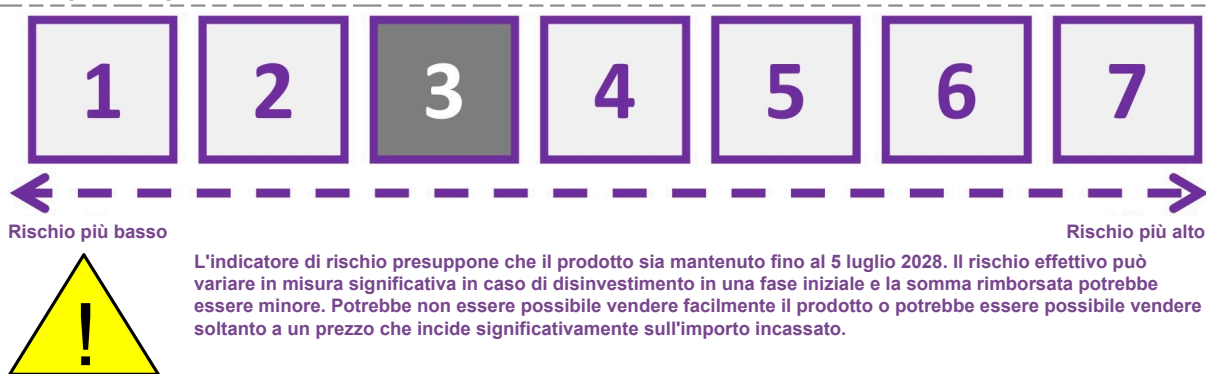 1 2 3 4 5 6 7
Rischio più basso Rischio più alto
!
L'indicatore di rischio presuppone che il prodotto sia mantenuto fino al 5 luglio 2028. Il rischio effettivo può
variare in misura significativa in caso di disinvestimento in una fase iniziale e la somma rimborsata potrebbe
essere minore. Potrebbe non essere possibile vendere facilmente il prodotto o potrebbe essere possibile vendere
soltanto a un prezzo che incide significativamente sull'importo incassato.